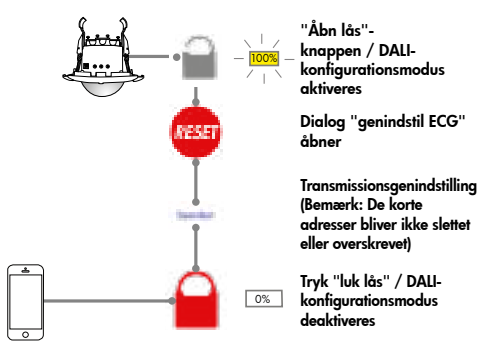 "Åbn lås"-
knappen / DALI-
konfigurationsmodus
aktiveres
100%
RESET
Dialog "genindstil ECG"
åbner
Transmissionsgenindstilling
(Bemærk: De korte
adresser bliver ikke slettet
eller overskrevet)
Tryk "luk lås" / DALI-
konfigurationsmodus
deaktiveres
0%